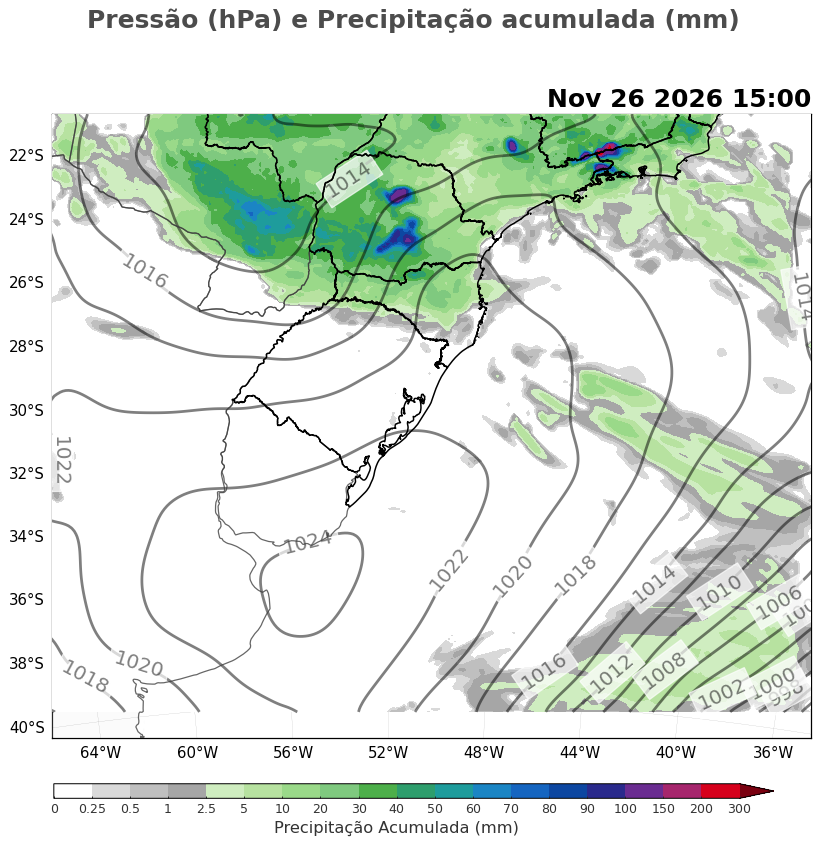 Pressão (hPa) e Precipitação acumulada (mm)
Nov 26 2026 15:00
22°S
24°S
26°S
28°S
30°S
32°S
34°S
36°S
38°S
40°S
1014
1016
1014
1022
1024
1022
1020
1018
1014
1010
1006
1020
1018
1016
1012
1008
1002
1000
998
64°W 60°W 56°W 52°W 48°W 44°W 40°W 36°W
0 0.25 0.5 1 2.5 5 10 20 30 40 50 60 70 80 90 100 150 200 300
Precipitação Acumulada (mm)